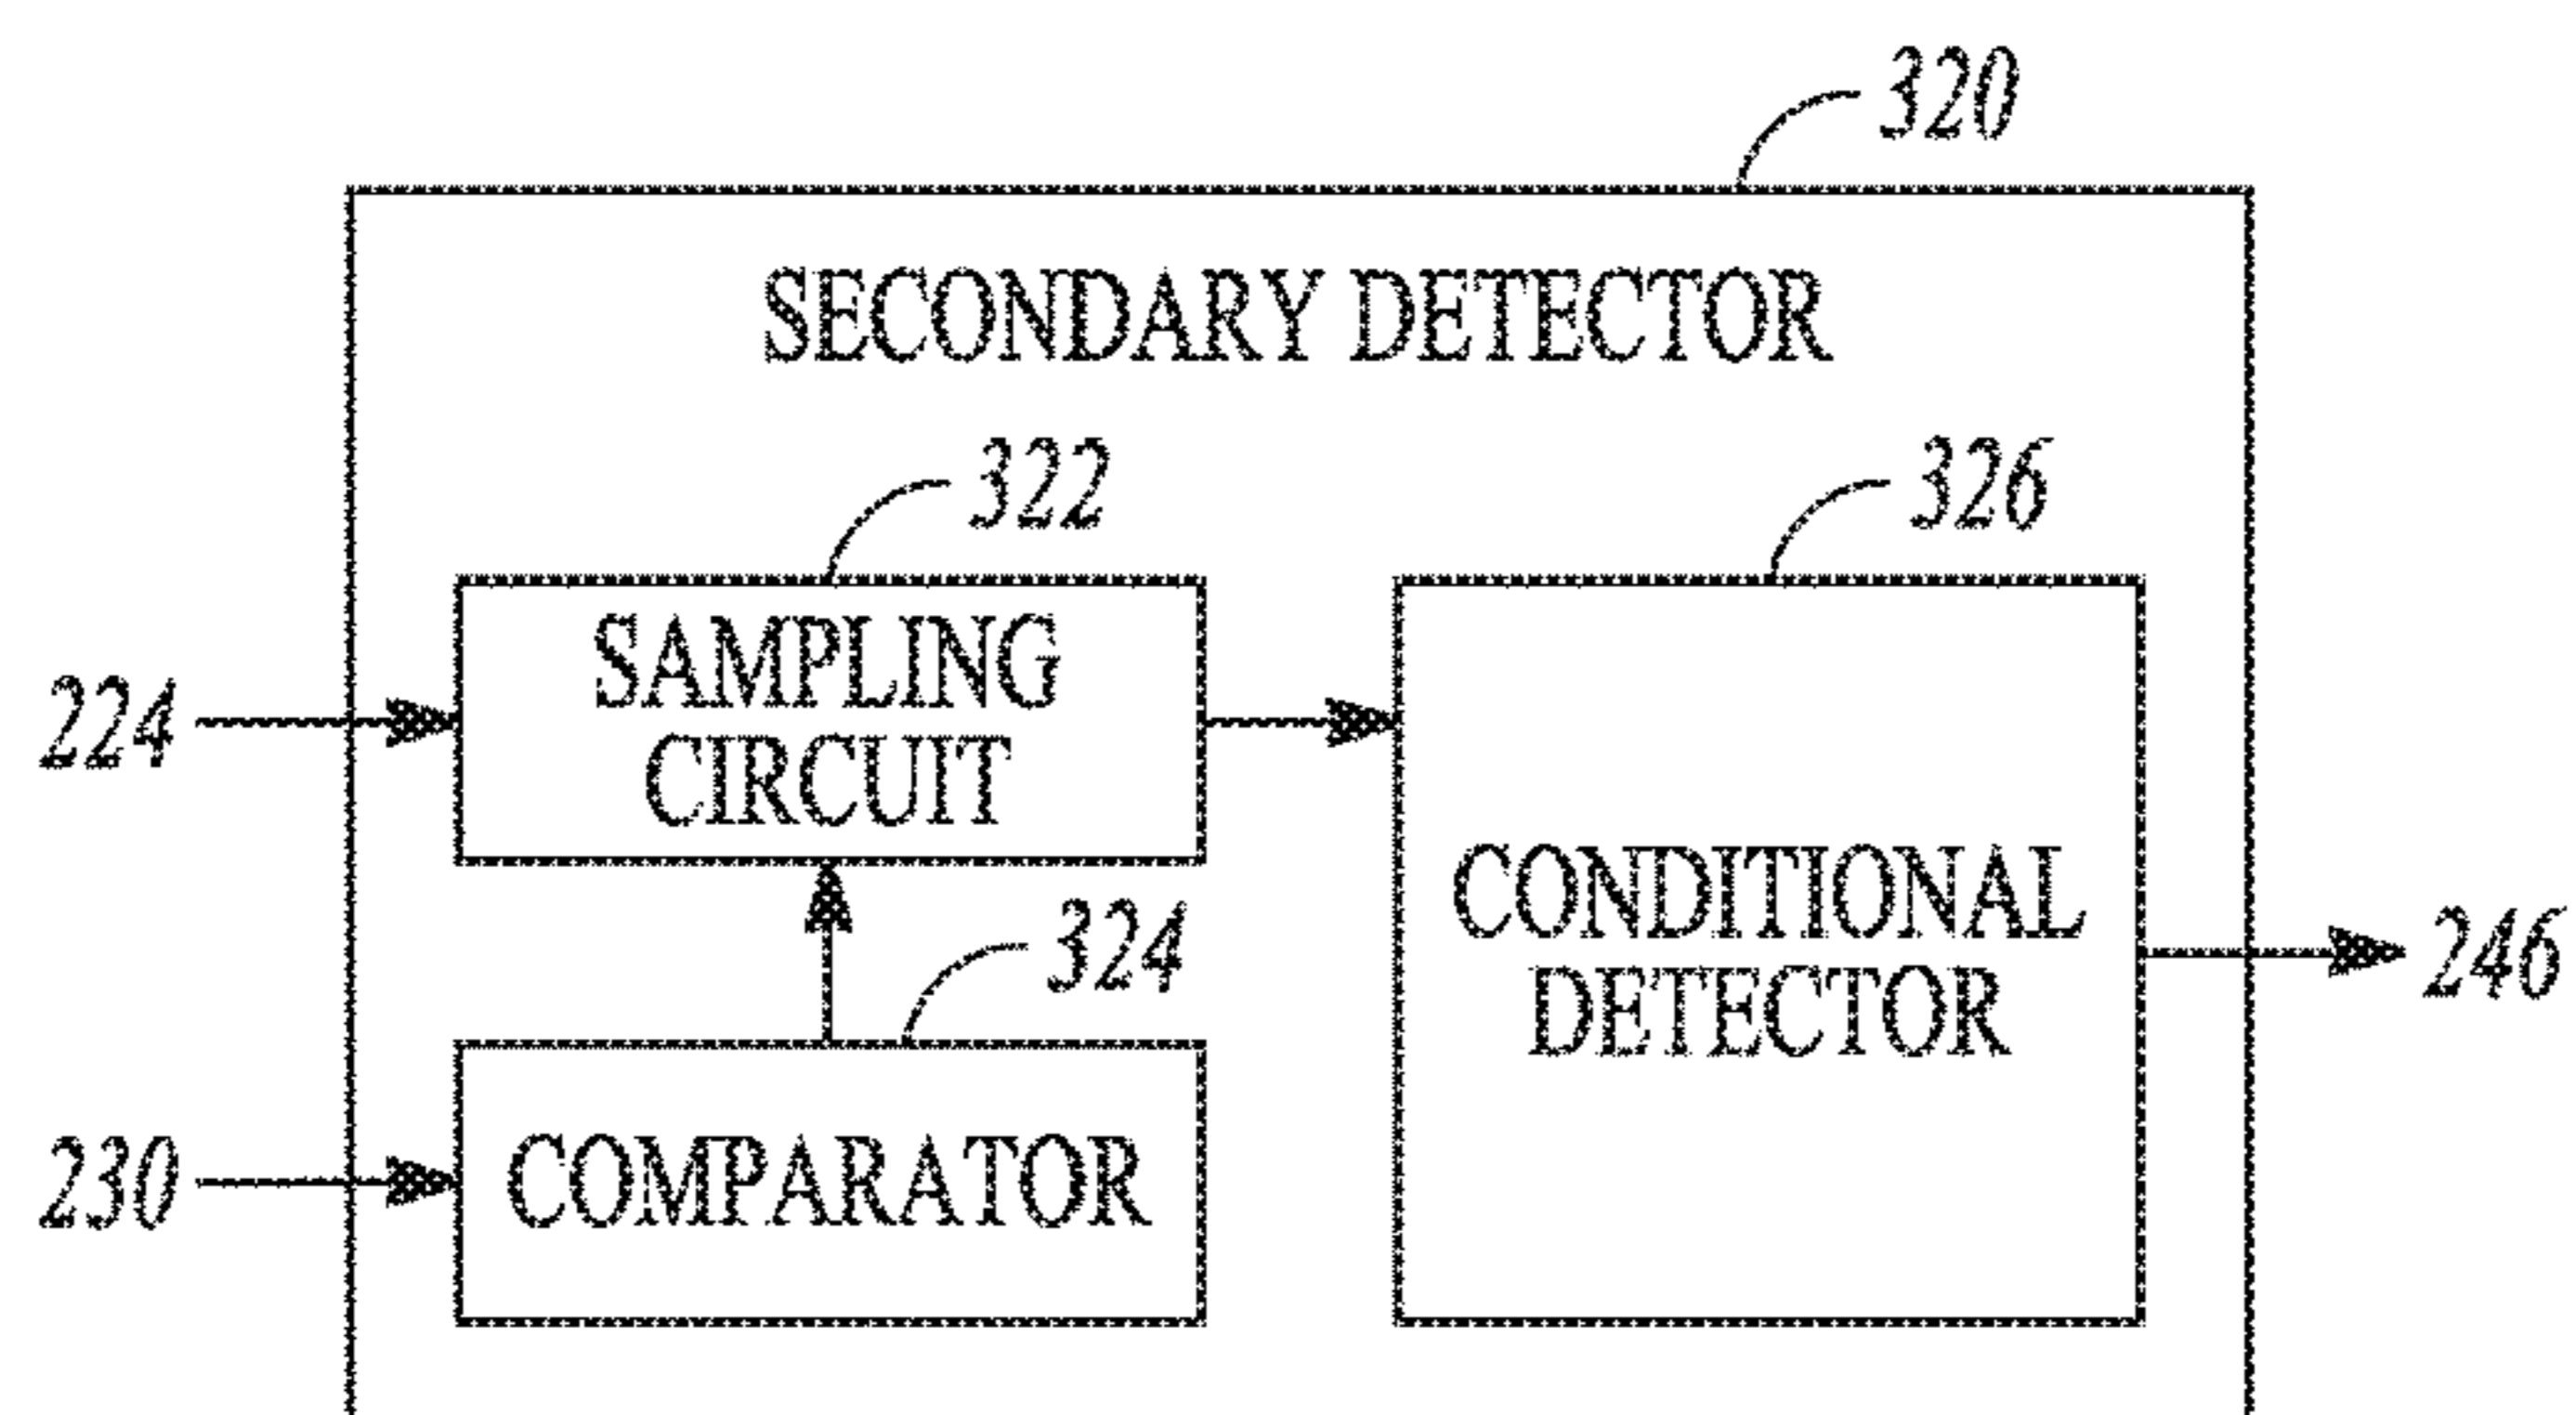 320
SECONDARY DETECTOR
322
326
SAMPLING
CIRCUIT
224
CONDITIONAL
DETECTOR
324
246
230
COMPARATOR